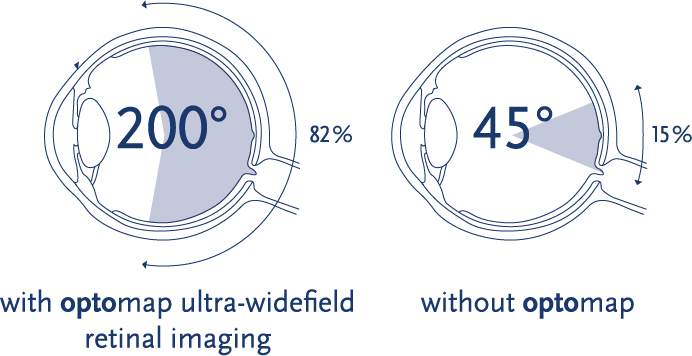 200°
82%
45°
15%
with optomap ultra-widefield
retinal imaging
without optomap